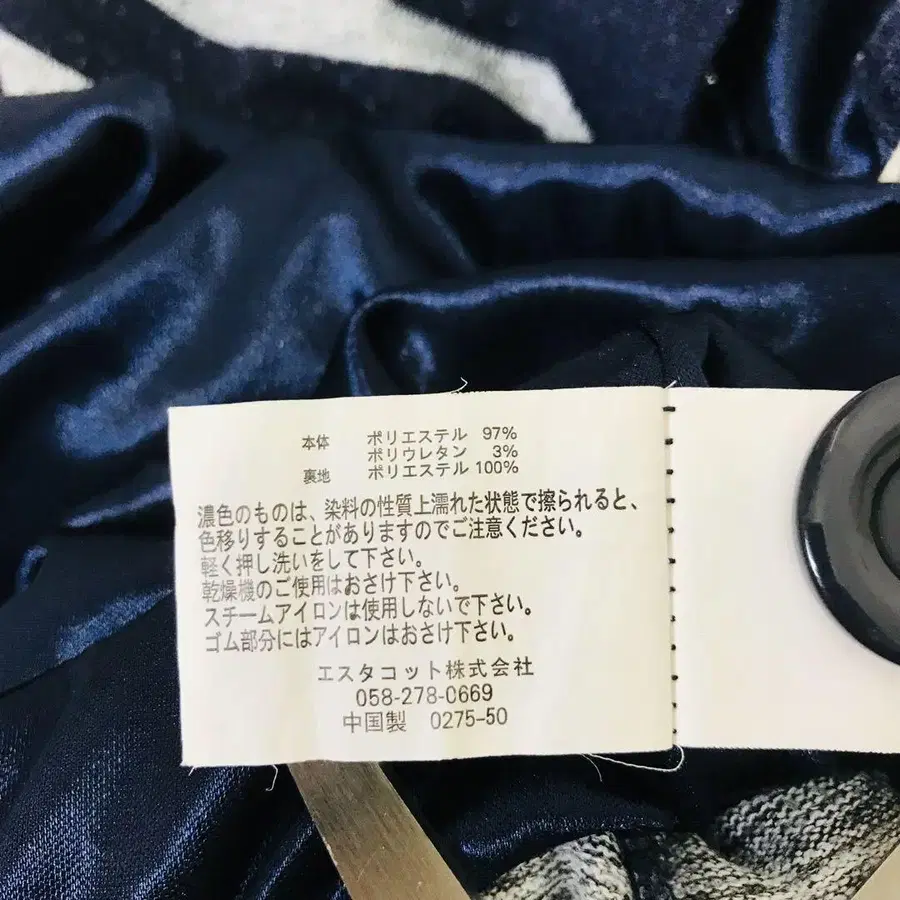 本体 ポリエステル 97%
ポリウレタン 3%
裏地 ポリエステル 100%
濃色のものは、染料の性質上濡れた状態で擦られると、
色移りすることがありますのでご注意ください。
軽く押し洗いをして下さい。
乾燥機のご使用はおさけ下さい。
スチームアイロンは使用しないで下さい。
ゴム部分にはアイロンはおさけ下さい。
エスタコット株式会社
058-278-0669
中国製 0275-50